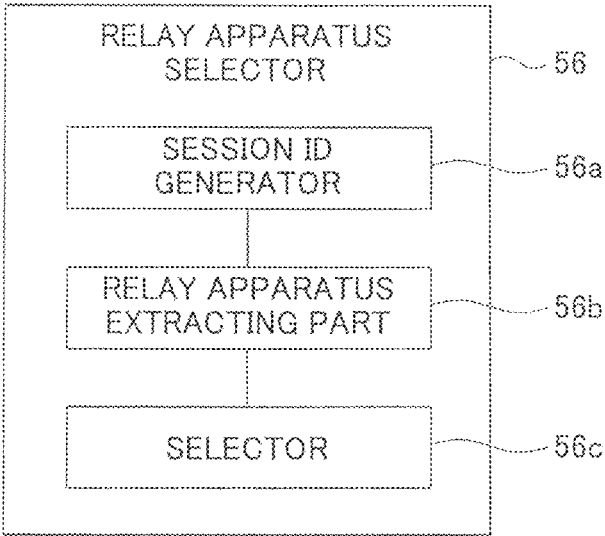 RELAY APPARATUS
SELECTOR
56
SESSION ID
GENERATOR
56a
RELAY APPARATUS
EXTRACTING PART
56b
SELECTOR
56c